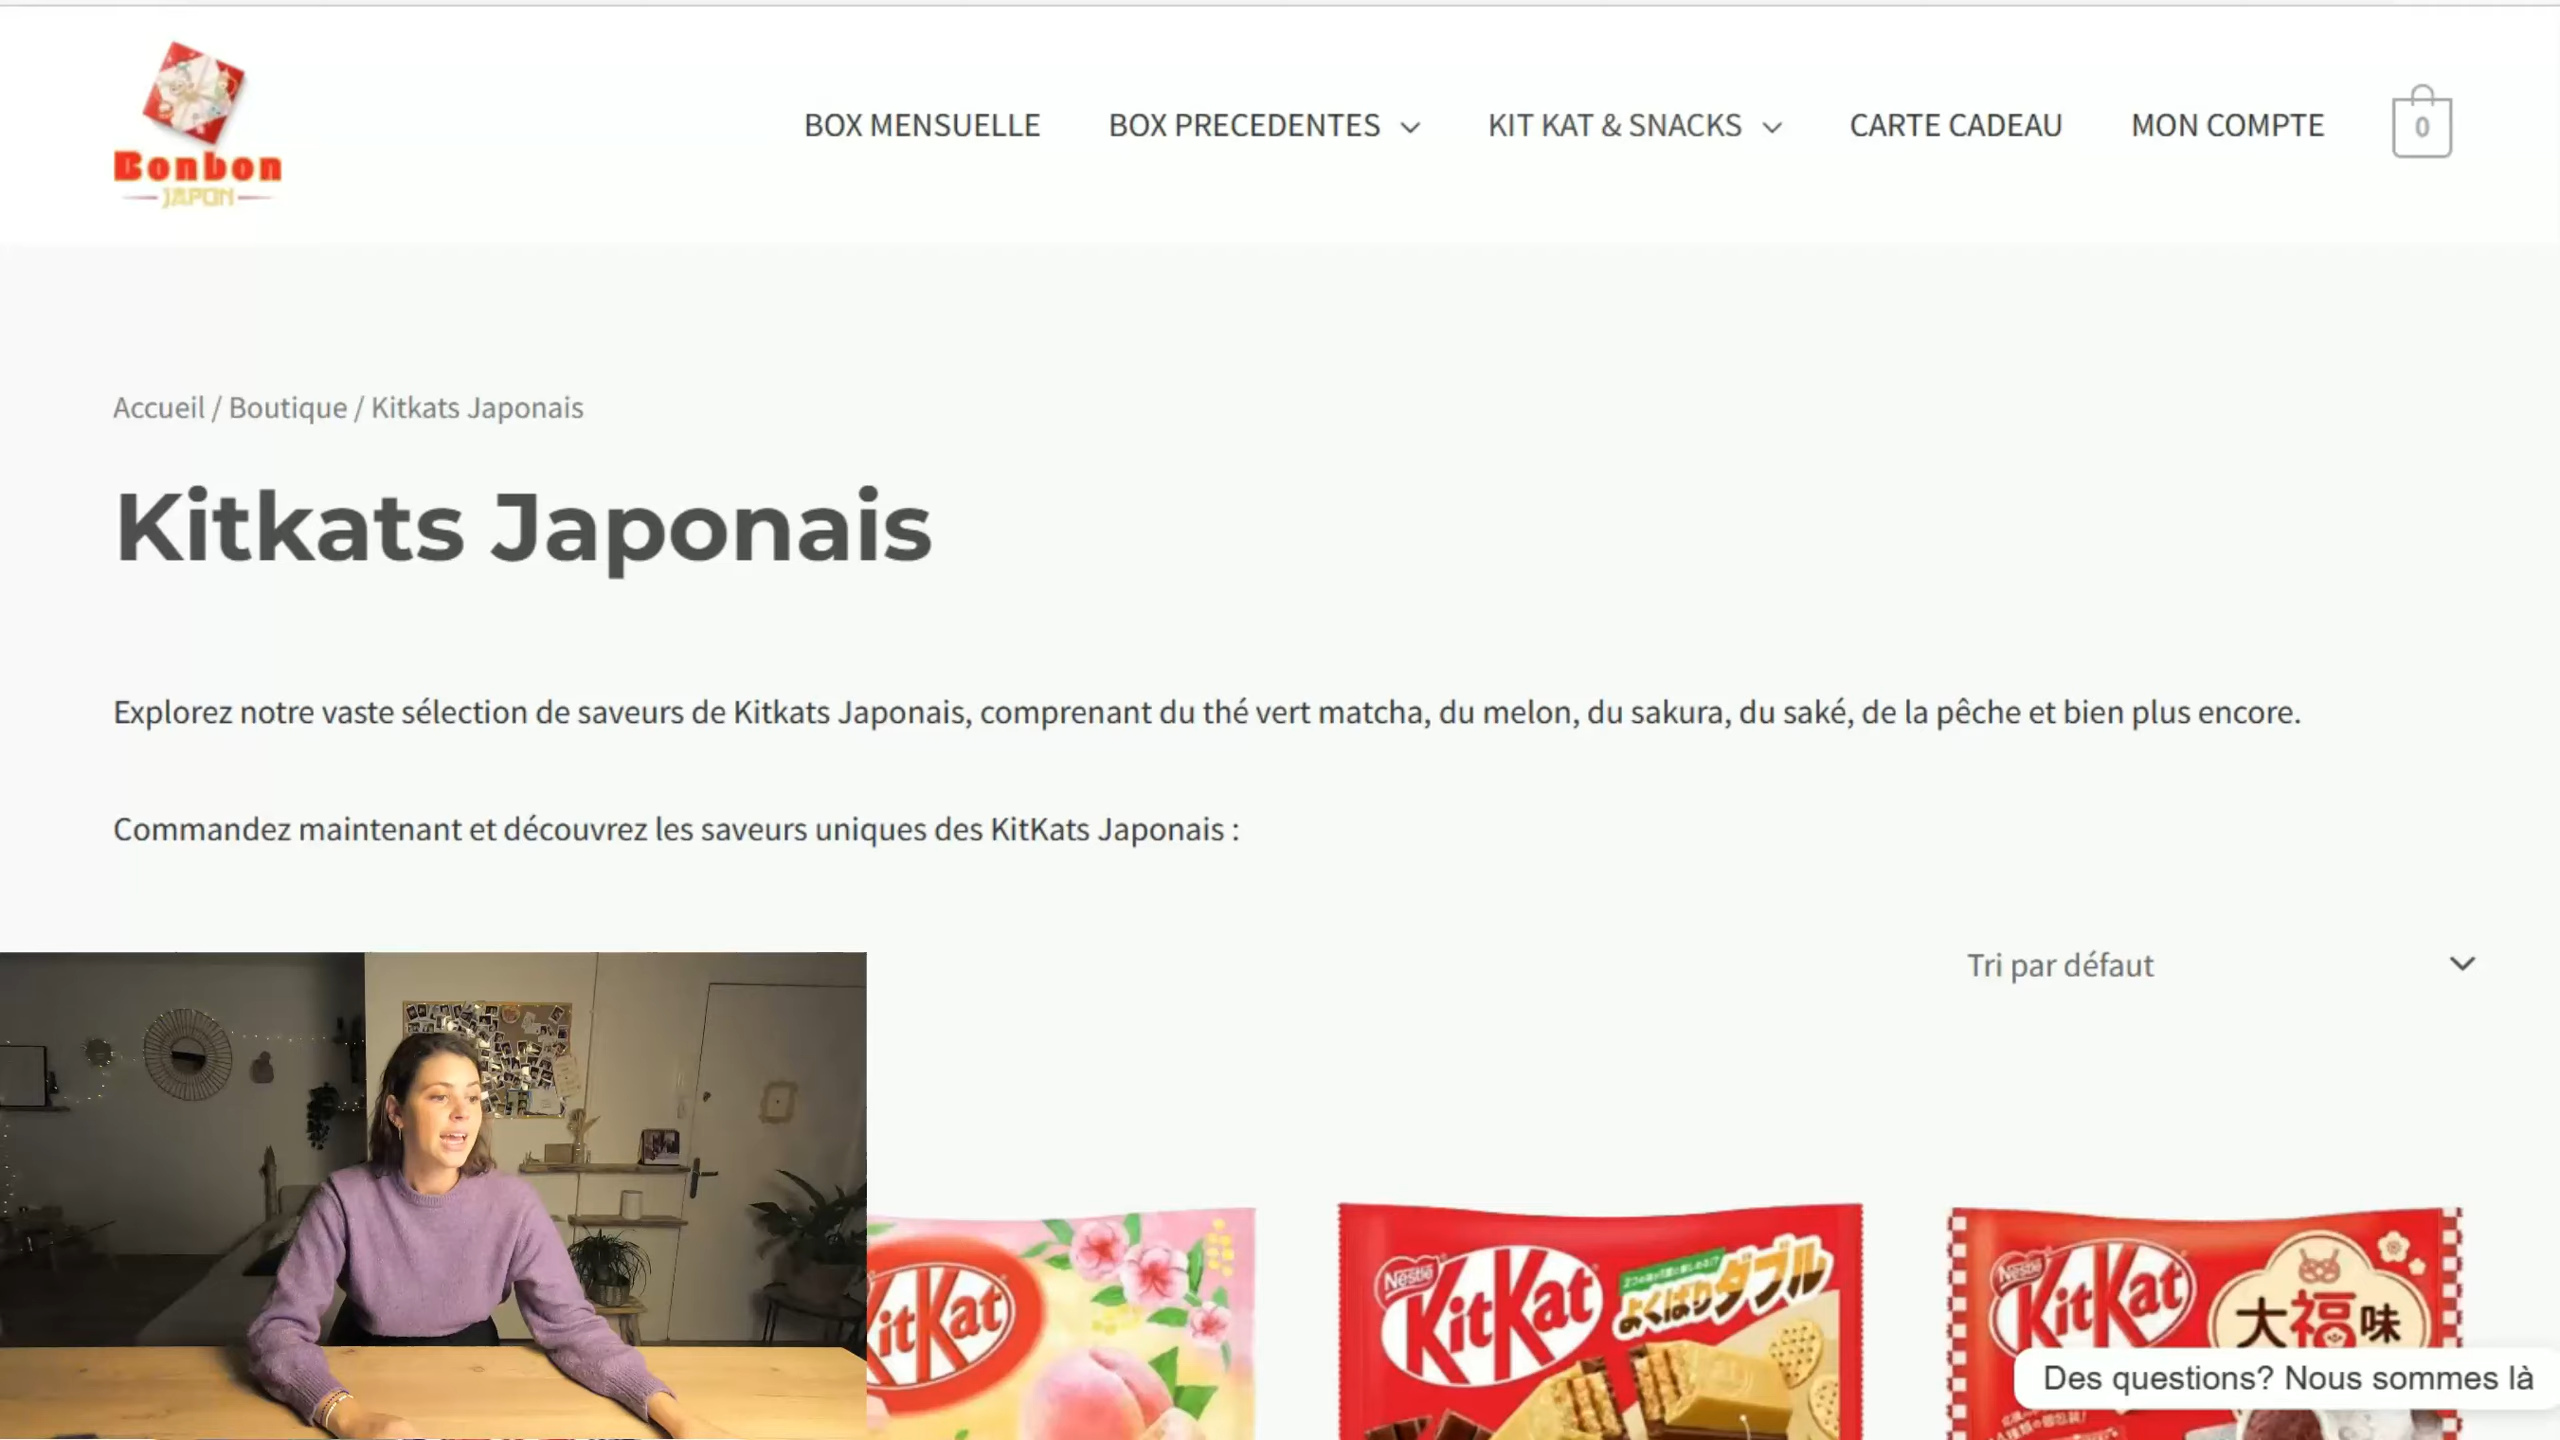 Bonbon
JAPON
BOX MENSUELLE
BOX PRECEDENTES
KIT KAT & SNACKS
CARTE CADEAU
MON COMPTE
0
Accueil / Boutique / Kitkats Japonais
Kitkats Japonais
Explorez notre vaste sélection de saveurs de Kitkats Japonais, comprenant du thé vert matcha, du melon, du sakura, du saké, de la pêche et bien plus encore.
Commandez maintenant et découvrez les saveurs uniques des KitKats Japonais :
Tri par défaut
itKat
Nestlé
KitKat
よくばりダブル
Nestlé
KitKat
大福味
Des questions? Nous sommes là